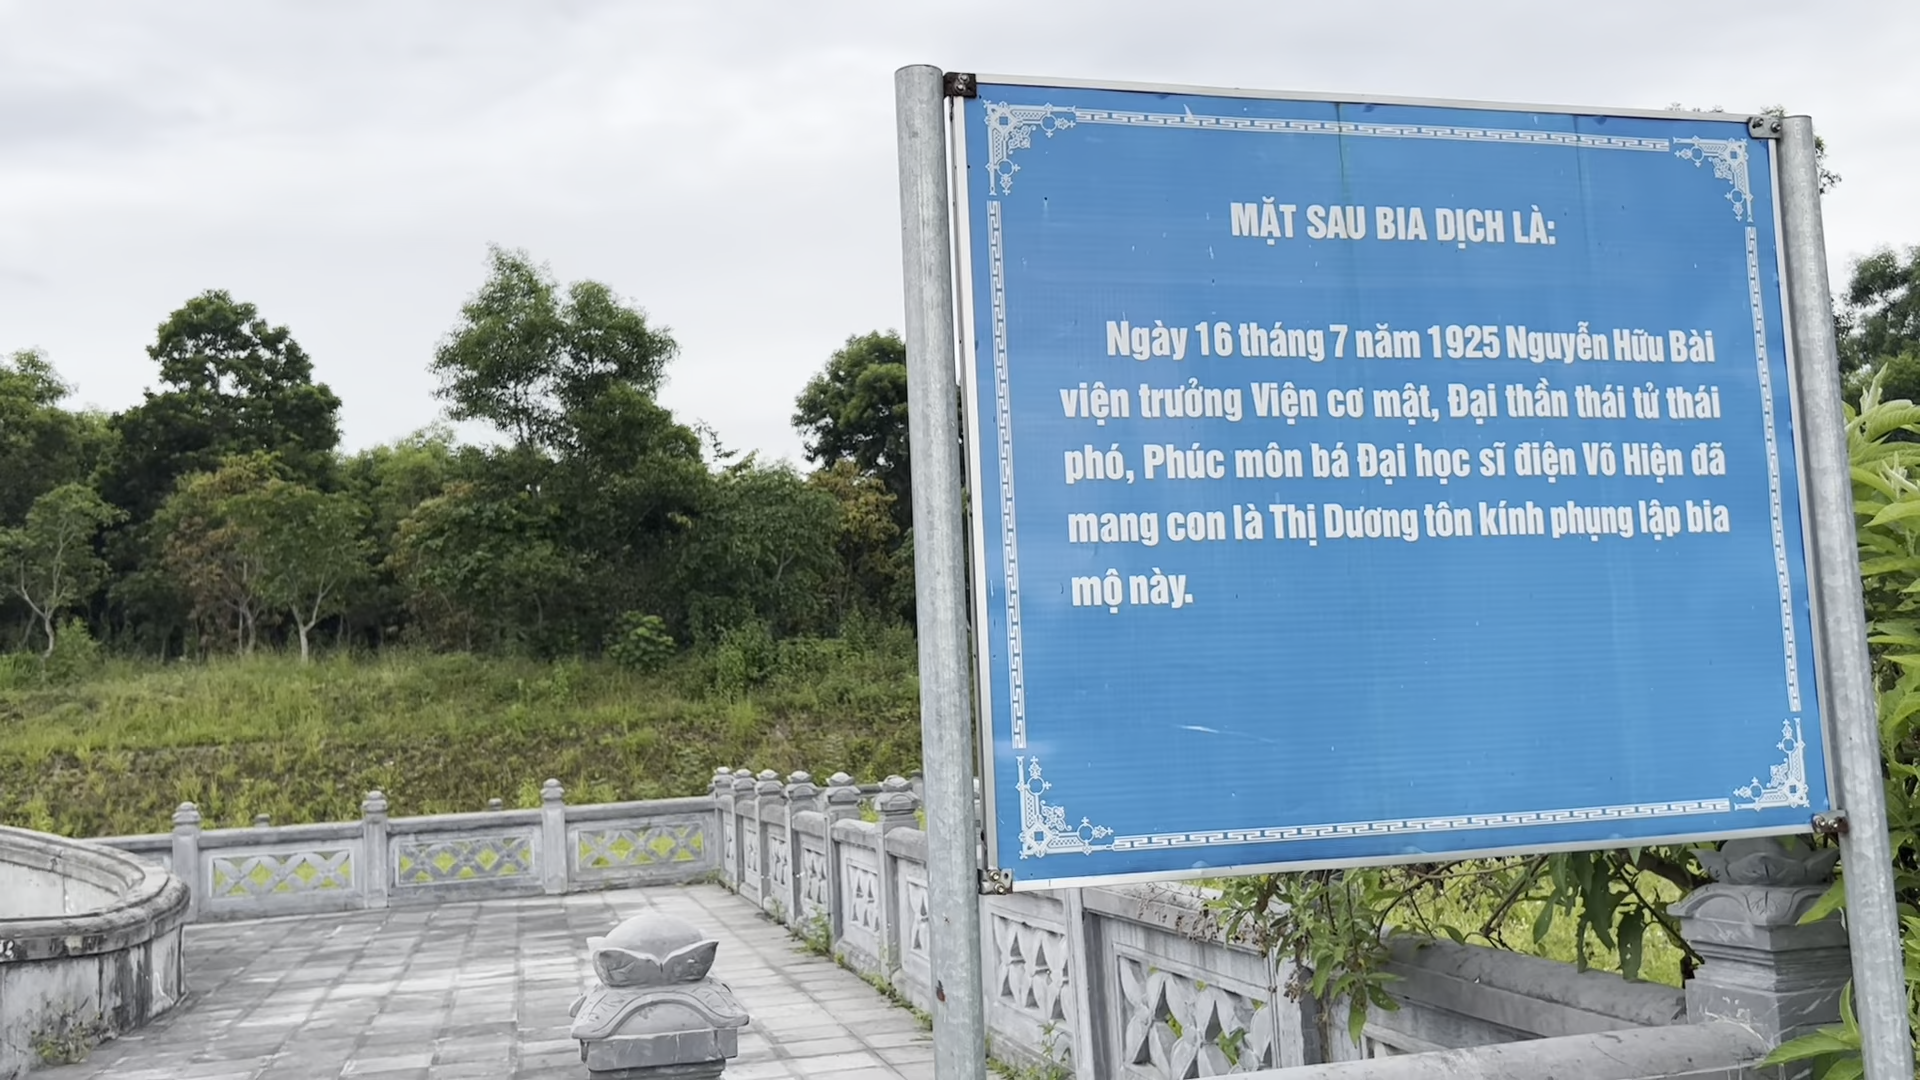 MẶT SAU BIA DỊCH LÀ:
Ngày 16 tháng 7 năm 1925 Nguyễn Hữu Bài
viện trưởng Viện cơ mật, Đại thần thái tử thái
phó, Phúc môn bá Đại học sĩ điện Võ Hiện đã
mang con là Thị Dương tôn kính phụng lập bia
mộ này.